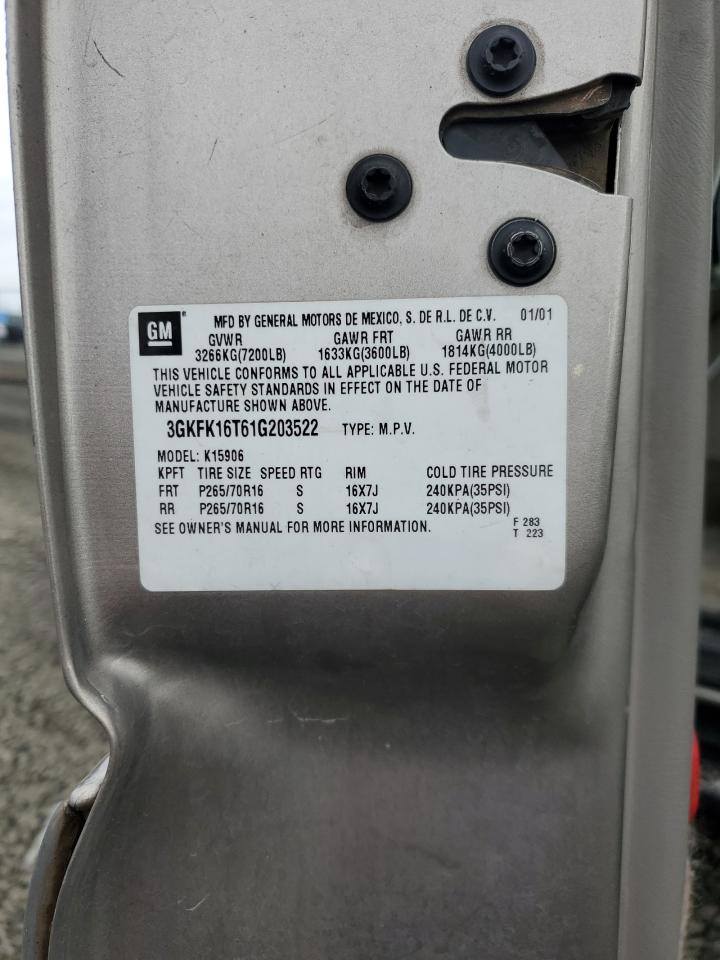 GM ® MFD BY GENERAL MOTORS DE MEXICO, S. DE R.L. DE C.V. 01/01
GVWR GAWR FRT GAWR RR
3266KG(7200LB) 1633KG(3600LB) 1814KG(4000LB)
THIS VEHICLE CONFORMS TO ALL APPLICABLE U.S. FEDERAL MOTOR
VEHICLE SAFETY STANDARDS IN EFFECT ON THE DATE OF
MANUFACTURE SHOWN ABOVE.
3GKFK16T61G203522 TYPE: M.P.V.
MODEL: K15906
KPFT TIRE SIZE SPEED RTG RIM COLD TIRE PRESSURE
FRT P265/70R16 S 16X7J 240KPA(35PSI)
RR P265/70R16 S 16X7J 240KPA(35PSI)
SEE OWNER'S MANUAL FOR MORE INFORMATION.
F 283
T 223